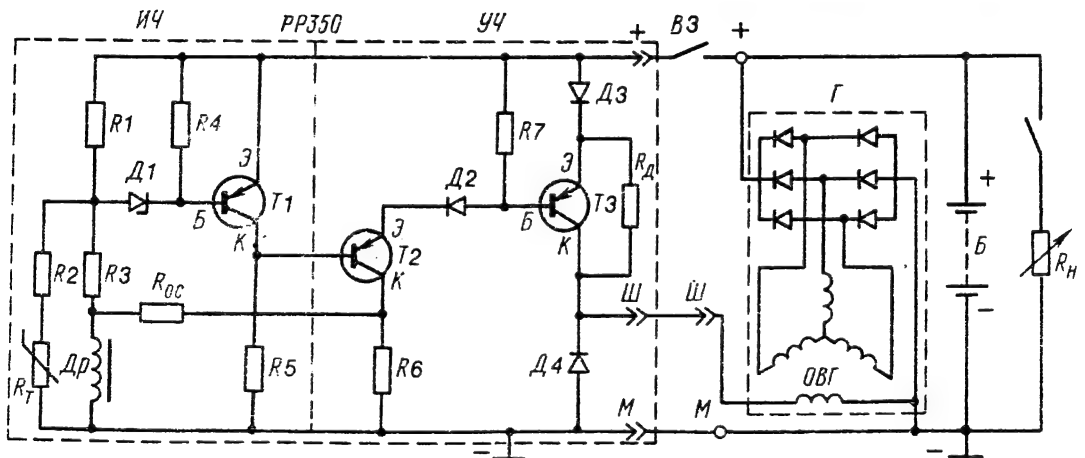 ИЧ РР350 УЧ
+ ВЗ +
Г
R1 R4 R7 Д3
Э Э
Д1 Т1 Д2 Rд
Б Б Т3
К Э К
Т2
R2 R3 К
Rос Ш Ш
+
Б
Rн
-
Rт Др R5 R6 Д4
ОВГ
М М
- -